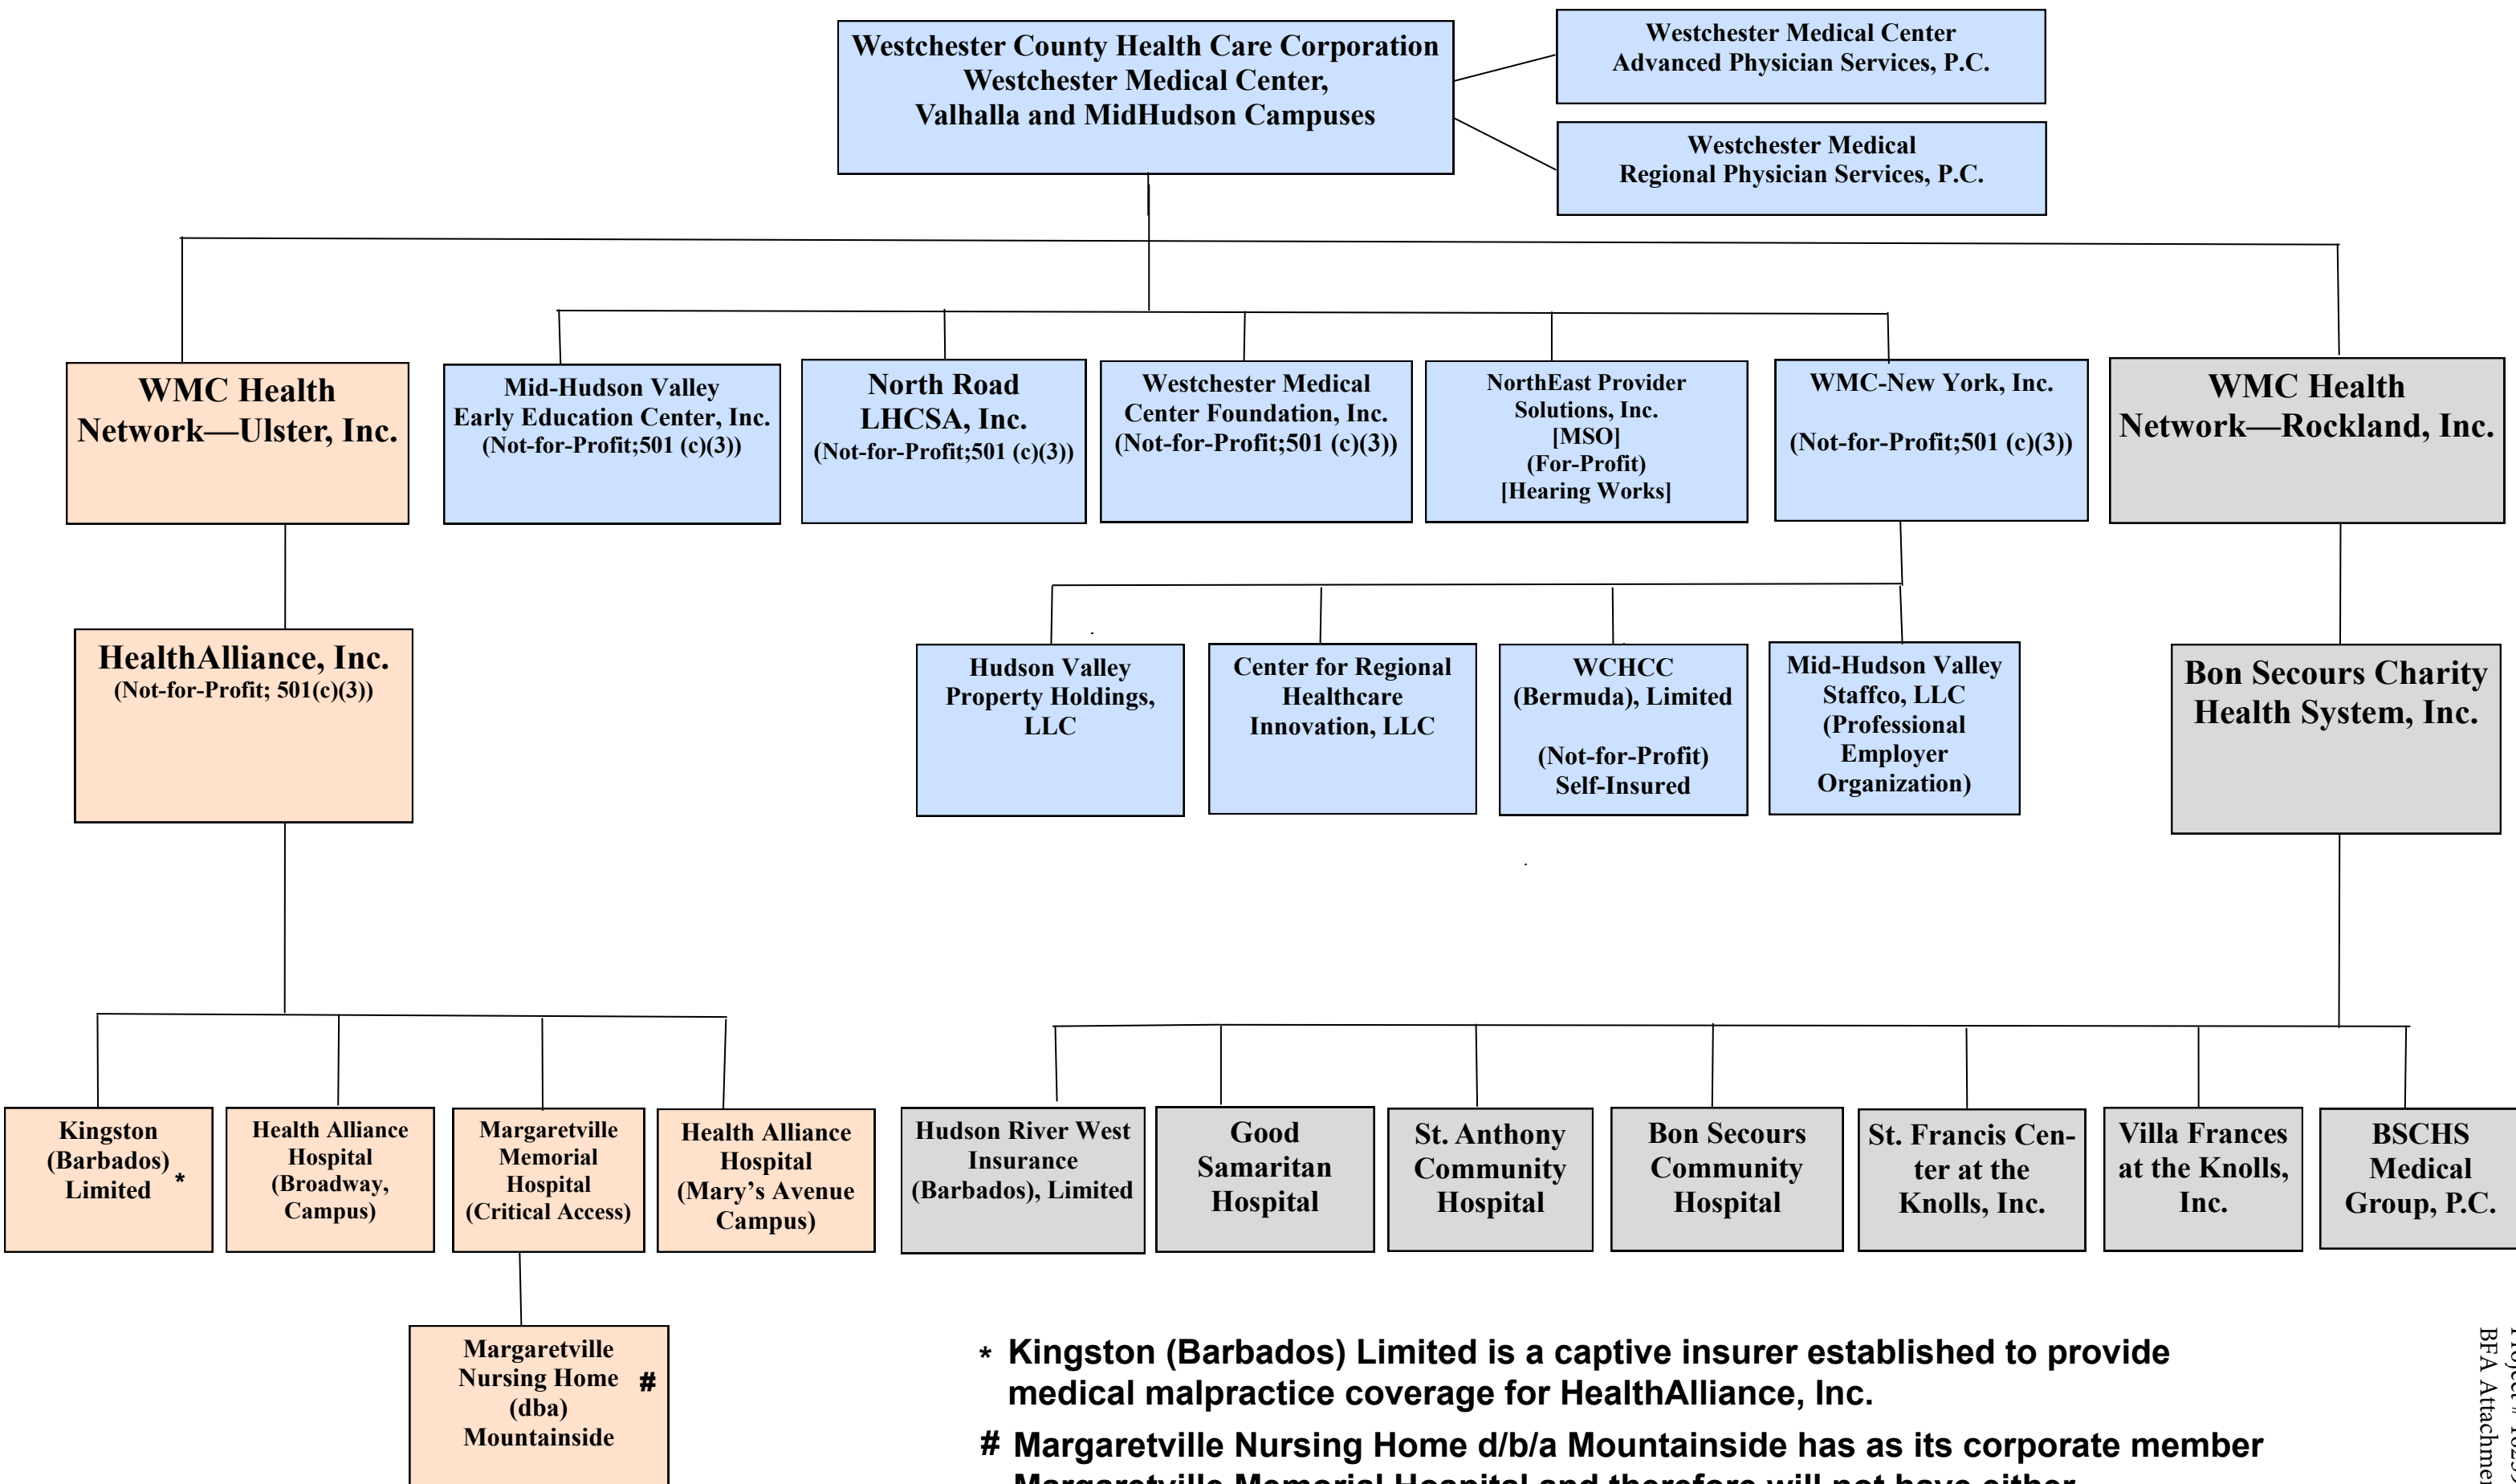 Westchester County Health Care Corporation
Westchester Medical Center,
Valhalla and MidHudson Campuses
Westchester Medical Center
Advanced Physician Services, P.C.
Westchester Medical
Regional Physician Services, P.C.
WMC Health
Network—Ulster, Inc.
Mid-Hudson Valley
Early Education Center, Inc.
(Not-for-Profit;501 (c)(3))
North Road
LHCSA, Inc.
(Not-for-Profit;501 (c)(3))
Westchester Medical
Center Foundation, Inc.
(Not-for-Profit;501 (c)(3))
NorthEast Provider
Solutions, Inc.
[MSO]
(For-Profit)
[Hearing Works]
WMC-New York, Inc.
(Not-for-Profit;501 (c)(3))
WMC Health
Network—Rockland, Inc.
HealthAlliance, Inc.
(Not-for-Profit; 501(c)(3))
Hudson Valley
Property Holdings,
LLC
Center for Regional
Healthcare
Innovation, LLC
WCHCC
(Bermuda), Limited
(Not-for-Profit)
Self-Insured
Mid-Hudson Valley
Staffco, LLC
(Professional
Employer
Organization)
Bon Secours Charity
Health System, Inc.
Kingston
(Barbados)
Limited *
Health Alliance
Hospital
(Broadway,
Campus)
Margaretville
Memorial
Hospital
(Critical Access)
Health Alliance
Hospital
(Mary's Avenue
Campus)
Hudson River West
Insurance
(Barbados), Limited
Good
Samaritan
Hospital
St. Anthony
Community
Hospital
Bon Secours
Community
Hospital
St. Francis Cen-
ter at the
Knolls, Inc.
Villa Frances
at the Knolls,
Inc.
BSCHS
Medical
Group, P.C.
Margaretville
Nursing Home #
(dba)
Mountainside
* Kingston (Barbados) Limited is a captive insurer established to provide
medical malpractice coverage for HealthAlliance, Inc.
# Margaretville Nursing Home d/b/a Mountainside has as its corporate member
Margaretville Memorial Hospital and therefore will not have either
BFA